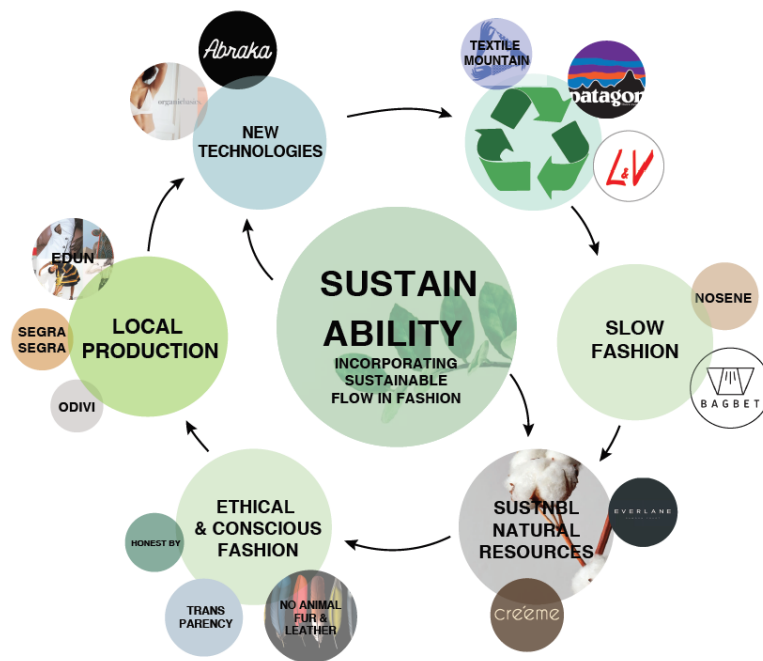 Abraka
organicbasics
NEW
TECHNOLOGIES
TEXTILE
MOUNTAIN
patagon
L&V
SUSTAIN
ABILITY
INCORPORATING
SUSTAINABLE
FLOW IN FASHION
EDUN
SEGRA
SEGRA
LOCAL
PRODUCTION
ODIVI
NOSENE
SLOW
FASHION
BAGBET
ETHICAL
& CONSCIOUS
FASHION
HONEST BY
TRANS
PARENCY
NO ANIMAL
FUR &
LEATHER
SUSTNBL
NATURAL
RESOURCES
EVERLANE
creéme